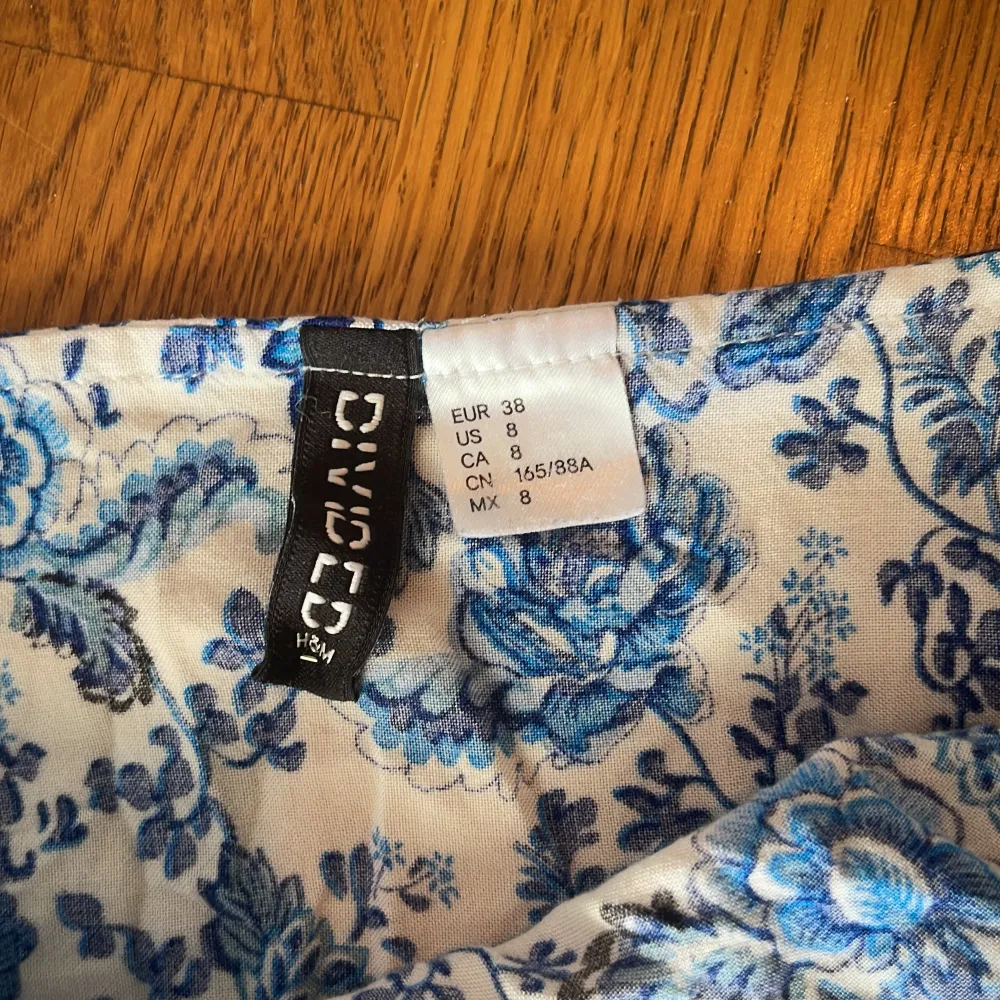 DIVIDED
H&M
EUR 38
US 8
CA 8
CN 165/88A
MX 8